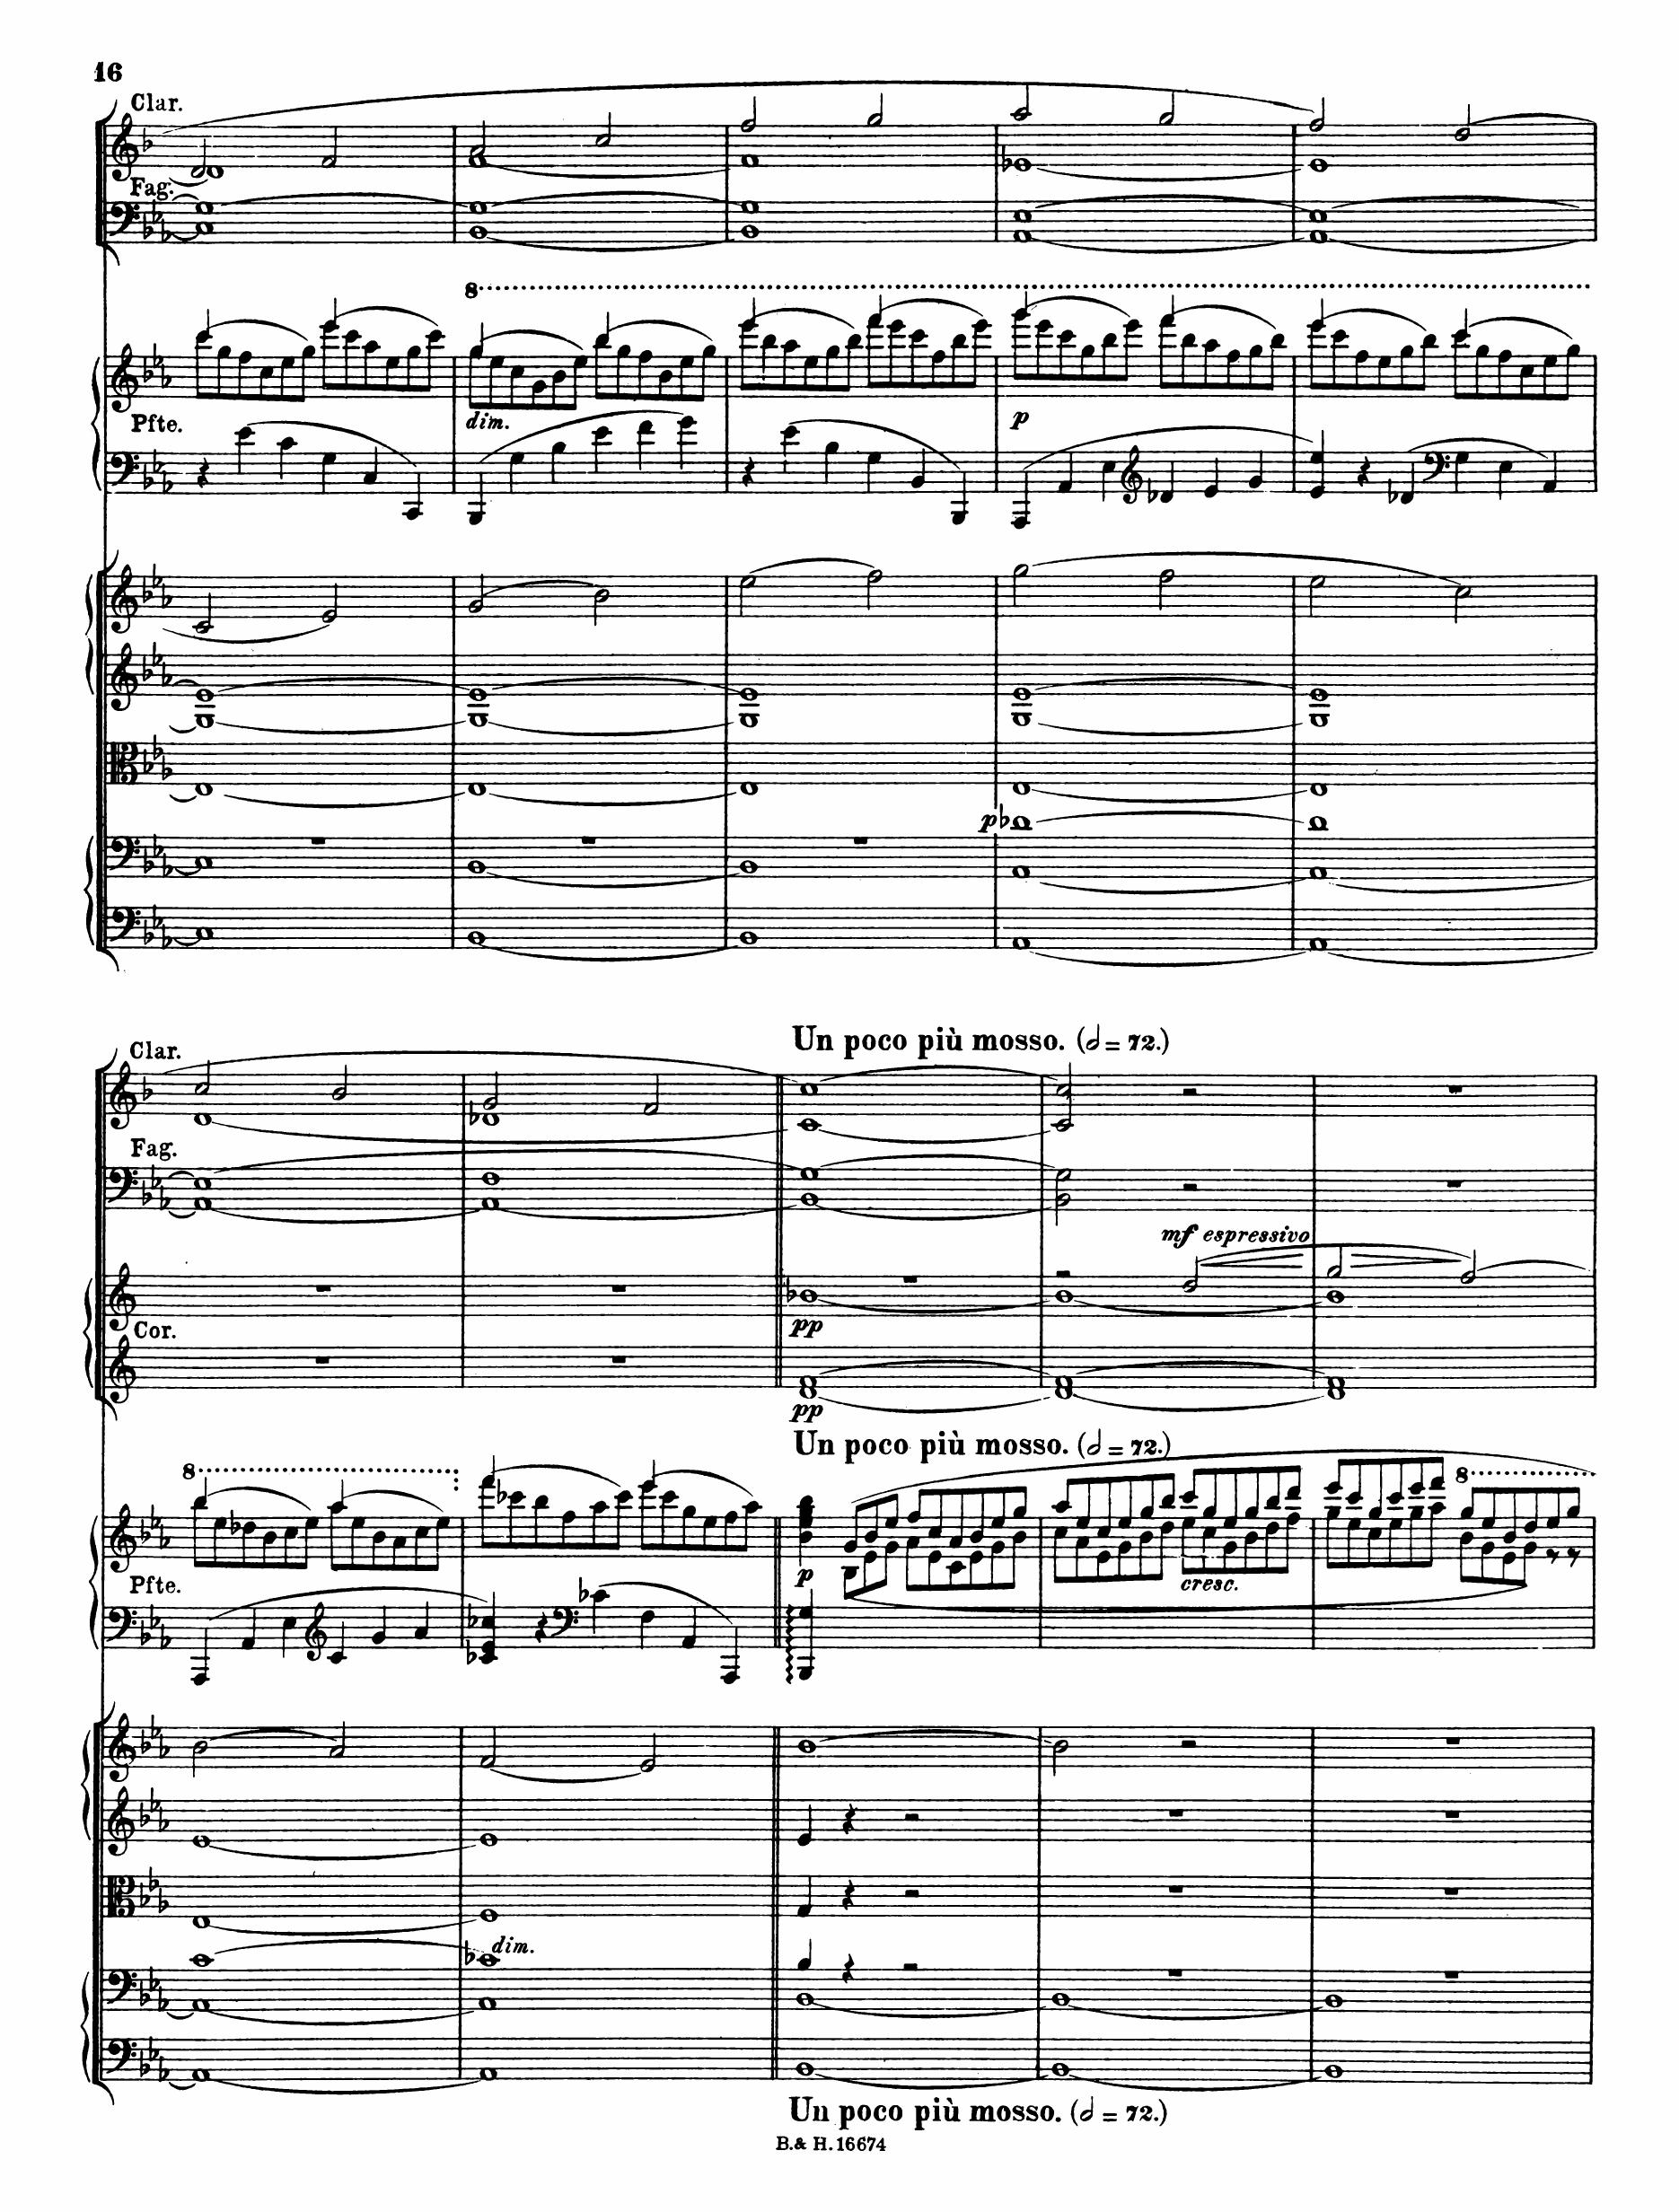 16
Clar.
Fag.
8
Pfte.
dim.
p
p
Un poco più mosso. (𝅗𝅥 = 72.)
Clar.
Fag.
mf espressivo
pp
Cor.
pp
Un poco più mosso. (𝅗𝅥 = 72.)
8
8
Pfte.
p
cresc.
dim.
Un poco più mosso. (𝅗𝅥 = 72.)
B. & H. 16674